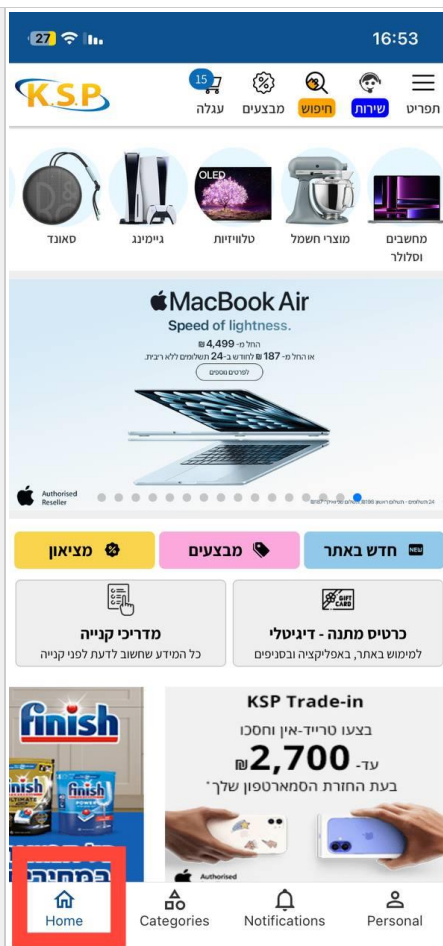 27
16:53
K.S.P
15
עגלה
מבצעים
חיפוש
שירות
תפריט
OLED
מחשבים
וסלולר
מוצרי חשמל
טלוויזיות
גיימינג
סאונד
MacBook Air
Speed of lightness.
החל מ- 4,499 ₪
או החל מ- 187 ₪ לחודש ב-24 תשלומים ללא ריבית.
לפרטים נוספים
Authorised
Reseller
NEW חדש באתר
מבצעים
מציאון
GIFT
CARD
כרטיס מתנה - דיגיטלי
למימוש באתר, באפליקציה ובסניפים
מדריכי קנייה
כל המידע שחשוב לדעת לפני קנייה
KSP Trade-in
בצעו טרייד-אין וחסכו
עד- 2,700 ₪
בעת החזרת הסמארטפון שלך*
Authorised
finish
finish
finish
ULTIMATE
POWER
Home
Categories
Notifications
Personal